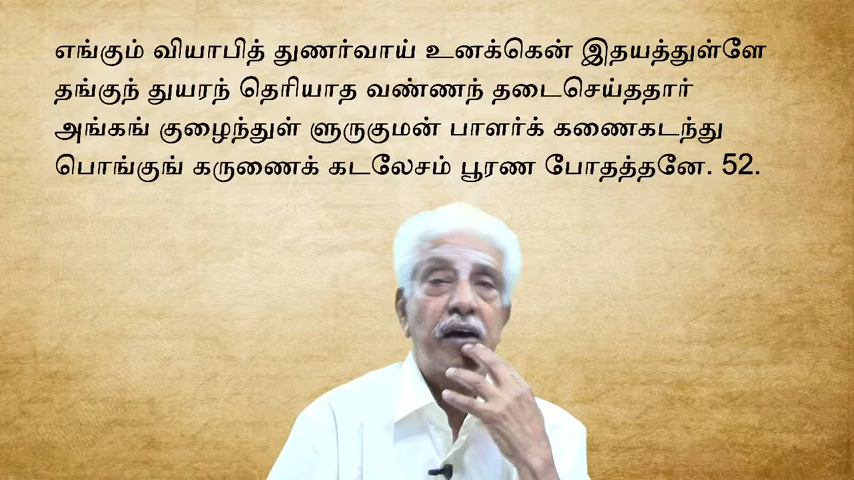 எங்கும் வியாபித் துணர்வாய் உனக்கென் இதயத்துள்ளே
தங்குந் துயரந் தெரியாத வண்ணந் தடைசெய்ததார்
அங்கங் குழைந்துள் ளுருகுமன் பாளர்க் கணைகடந்து
பொங்குங் கருணைக் கடலேசம் பூரண போதத்தனே. 52.